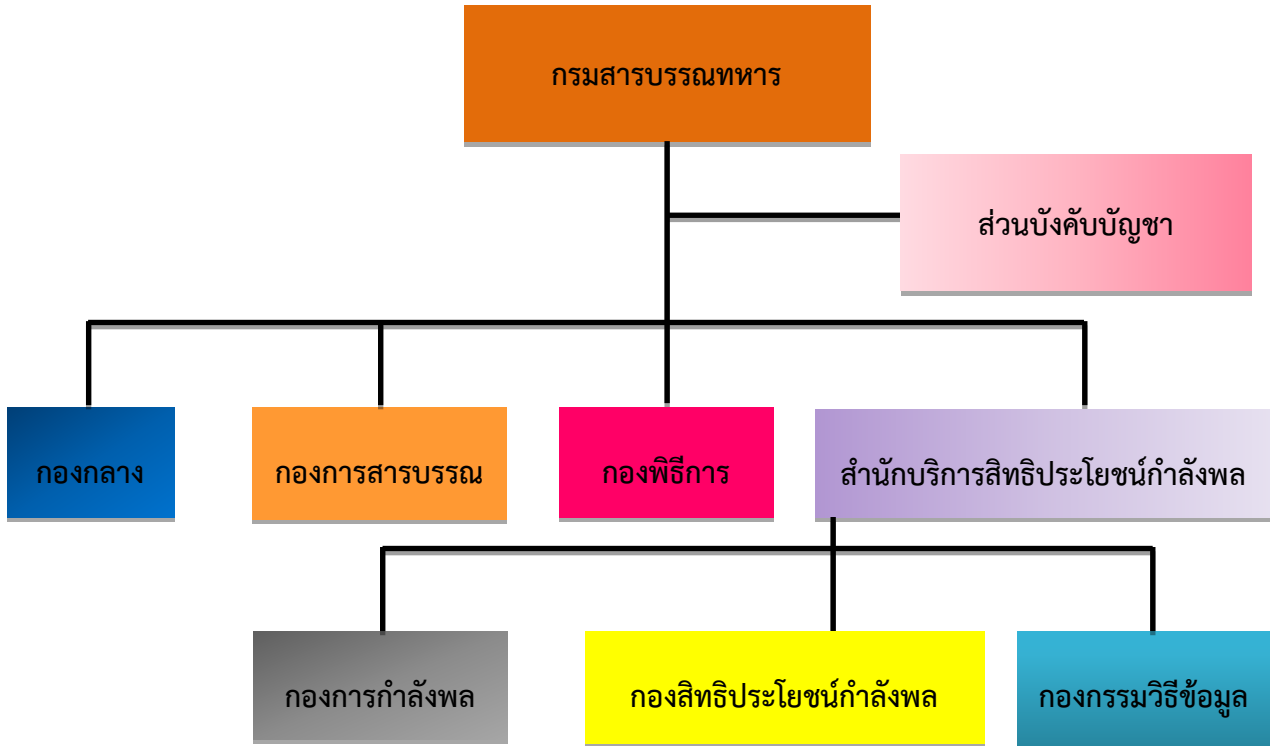 กรมสารบรรณทหาร
ส่วนบังคับบัญชา
กองกลาง
กองการสารบรรณ
กองพิธีการ
สำนักบริการสิทธิประโยชน์กำลังพล
กองการกำลังพล
กองสิทธิประโยชน์กำลังพล
กองกรรมวิธีข้อมูล